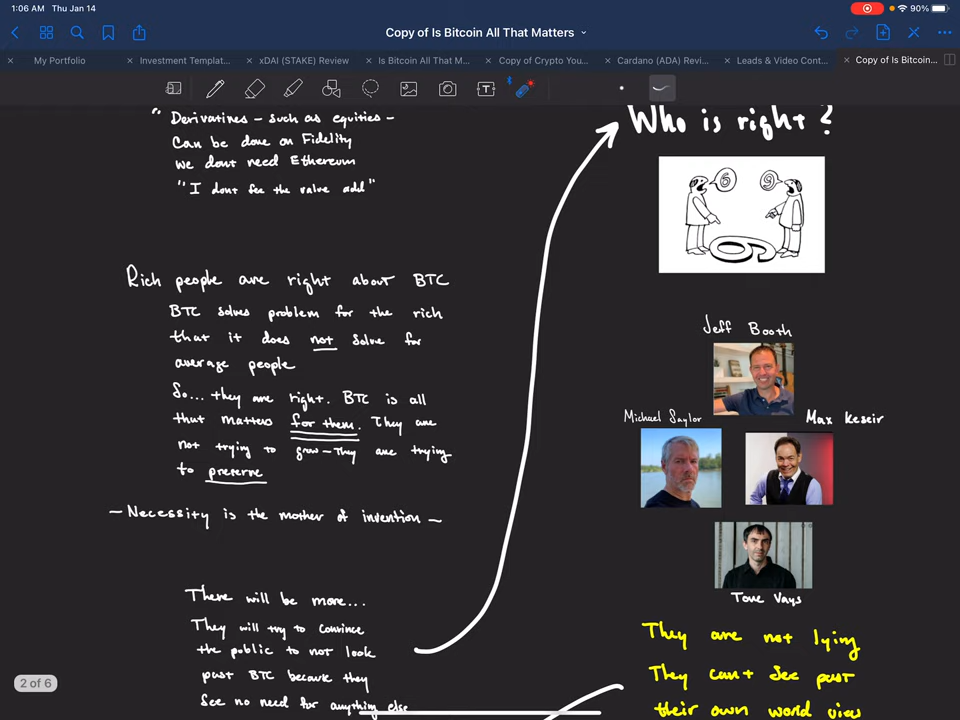 1:06 AM Thu Jan 14
90%
Copy of Is Bitcoin All That Matters
My Portfolio
Investment Templat...
xDAI (STAKE) Review
Is Bitcoin All That M...
Copy of Crypto You...
Cardano (ADA) Revi...
Leads & Video Cont...
Copy of Is Bitcoin...
" Derivatives - such as equities -
Can be done on Fidelity
We dont need Ethereum
"I dont see the value add"
Rich people are right about BTC
BTC solves problem for the rich
that it does not solve for
average people
So... they are right. BTC is all
that matters for them. They are
not trying to grow - They are trying
to preserve
- Necessity is the mother of invention -
There will be more...
They will try to convince
the public to not look
past BTC because they
See no need for anything else
2 of 6
Who is right?
6 9
6
Jeff Booth
Michael Saylor
Max Keseir
Tone Vays
They are not lying
They can't see past
their own world view